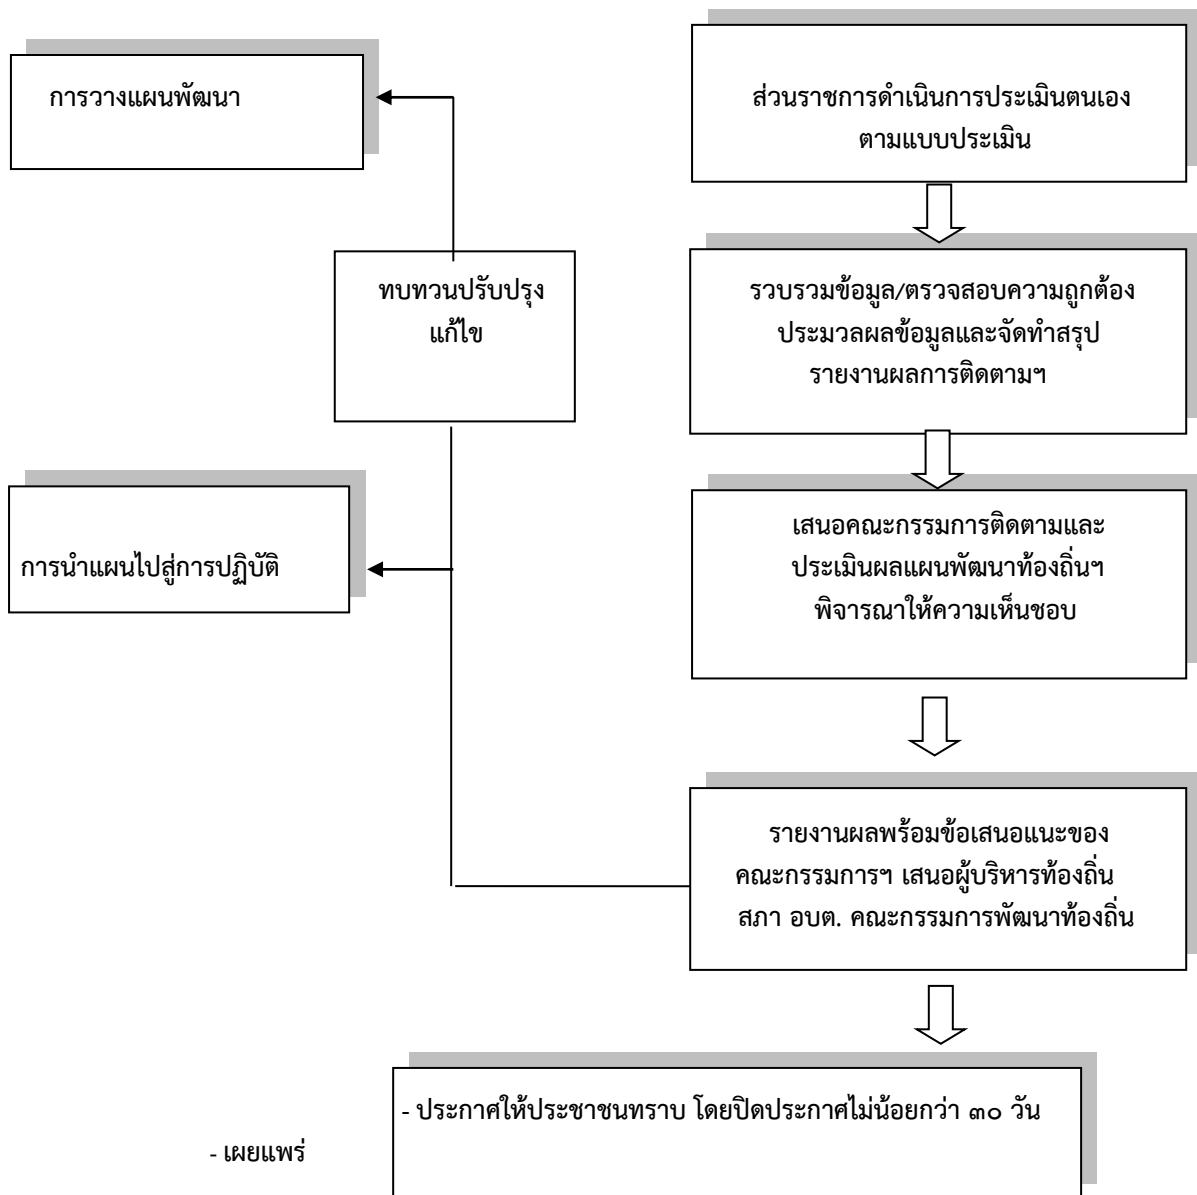 การวางแผนพัฒนา
ส่วนราชการดำเนินการประเมินตนเอง
ตามแบบประเมิน
ทบทวนปรับปรุง
แก้ไข
รวบรวมข้อมูล/ตรวจสอบความถูกต้อง
ประมวลผลข้อมูลและจัดทำสรุป
รายงานผลการติดตามฯ
การนำแผนไปสู่การปฏิบัติ
เสนอคณะกรรมการติดตามและ
ประเมินผลแผนพัฒนาท้องถิ่นฯ
พิจารณาให้ความเห็นชอบ
รายงานผลพร้อมข้อเสนอแนะของ
คณะกรรมการฯ เสนอผู้บริหารท้องถิ่น
สภา อบต. คณะกรรมการพัฒนาท้องถิ่น
- ประกาศให้ประชาชนทราบ โดยปิดประกาศไม่น้อยกว่า ๓๐ วัน
- เผยแพร่